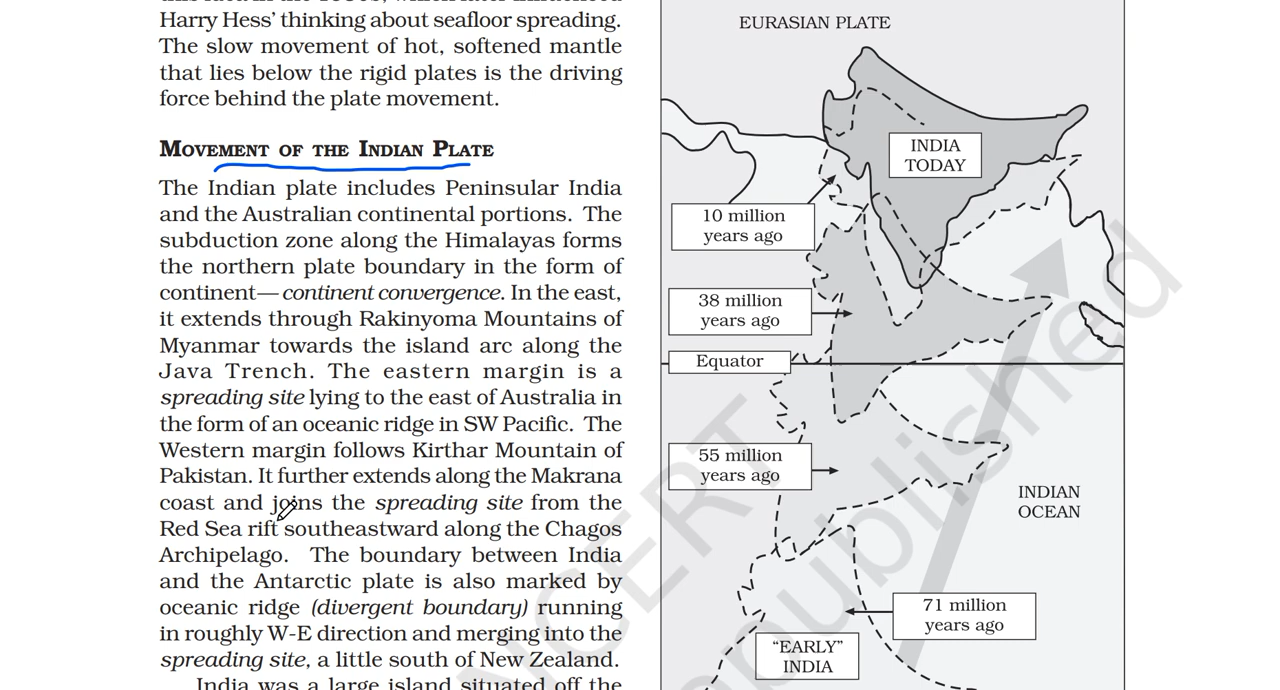 Harry Hess' thinking about seafloor spreading.
The slow movement of hot, softened mantle
that lies below the rigid plates is the driving
force behind the plate movement.
MOVEMENT OF THE INDIAN PLATE
The Indian plate includes Peninsular India
and the Australian continental portions. The
subduction zone along the Himalayas forms
the northern plate boundary in the form of
continent— continent convergence. In the east,
it extends through Rakinyoma Mountains of
Myanmar towards the island arc along the
Java Trench. The eastern margin is a
spreading site lying to the east of Australia in
the form of an oceanic ridge in SW Pacific. The
Western margin follows Kirthar Mountain of
Pakistan. It further extends along the Makrana
coast and joins the spreading site from the
Red Sea rift southeastward along the Chagos
Archipelago. The boundary between India
and the Antarctic plate is also marked by
oceanic ridge (divergent boundary) running
in roughly W-E direction and merging into the
spreading site, a little south of New Zealand.
India was a large island situated off the
EURASIAN PLATE
INDIA
TODAY
10 million
years ago
38 million
years ago
Equator
55 million
years ago
INDIAN
OCEAN
71 million
years ago
"EARLY"
INDIA
NCERT
republished